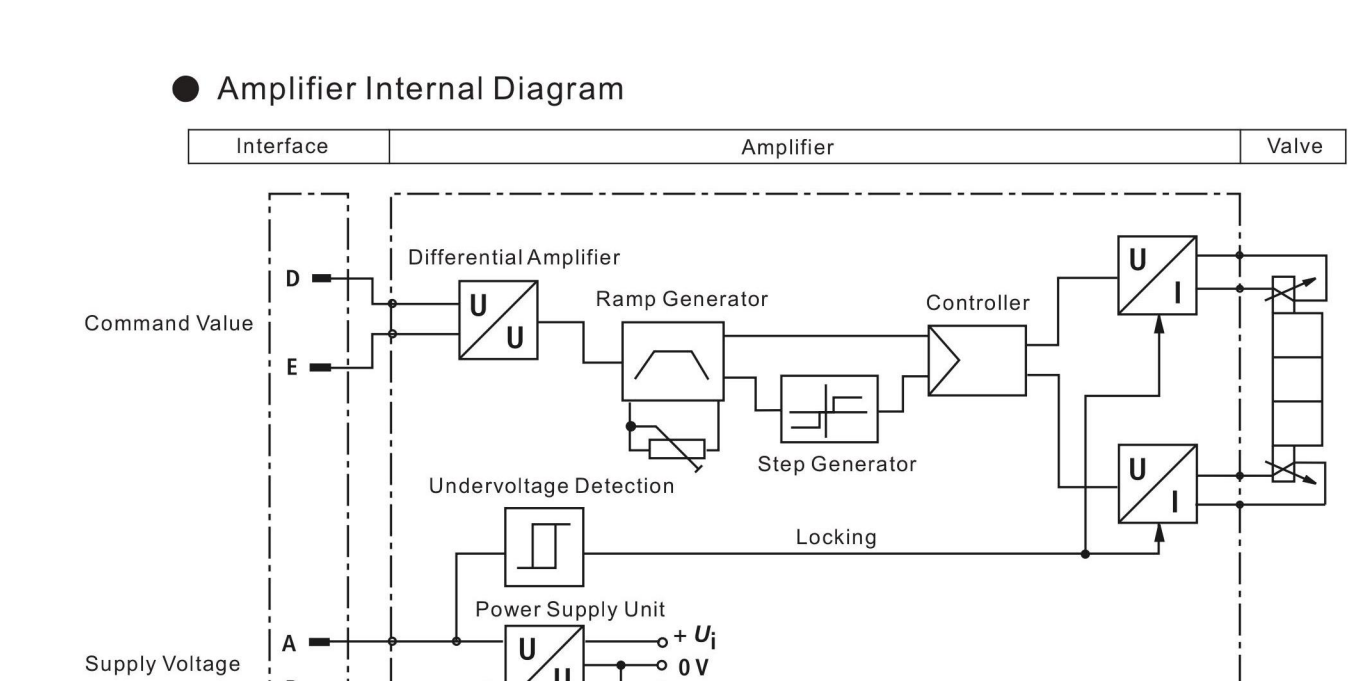 ● Amplifier Internal Diagram
Interface Amplifier Valve
Differential Amplifier
U
I
D
Command Value
U
U
Ramp Generator
Controller
E
Step Generator
U
I
Undervoltage Detection
Locking
Power Supply Unit
A
U
U
+ Ui
0 V
Supply Voltage